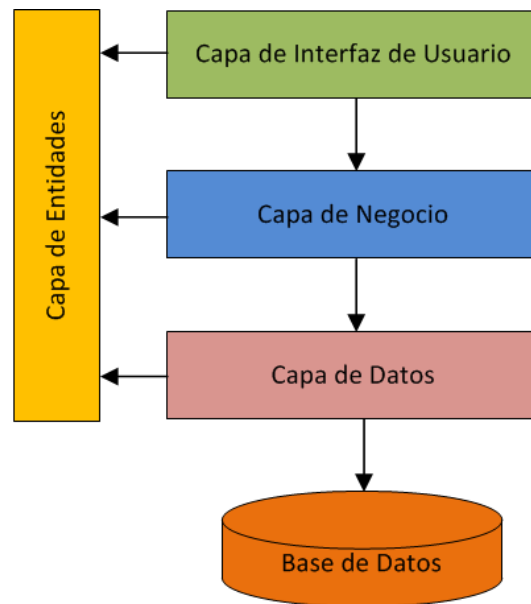 Capa de Interfaz de Usuario
Capa de Entidades
Capa de Negocio
Capa de Datos
Base de Datos